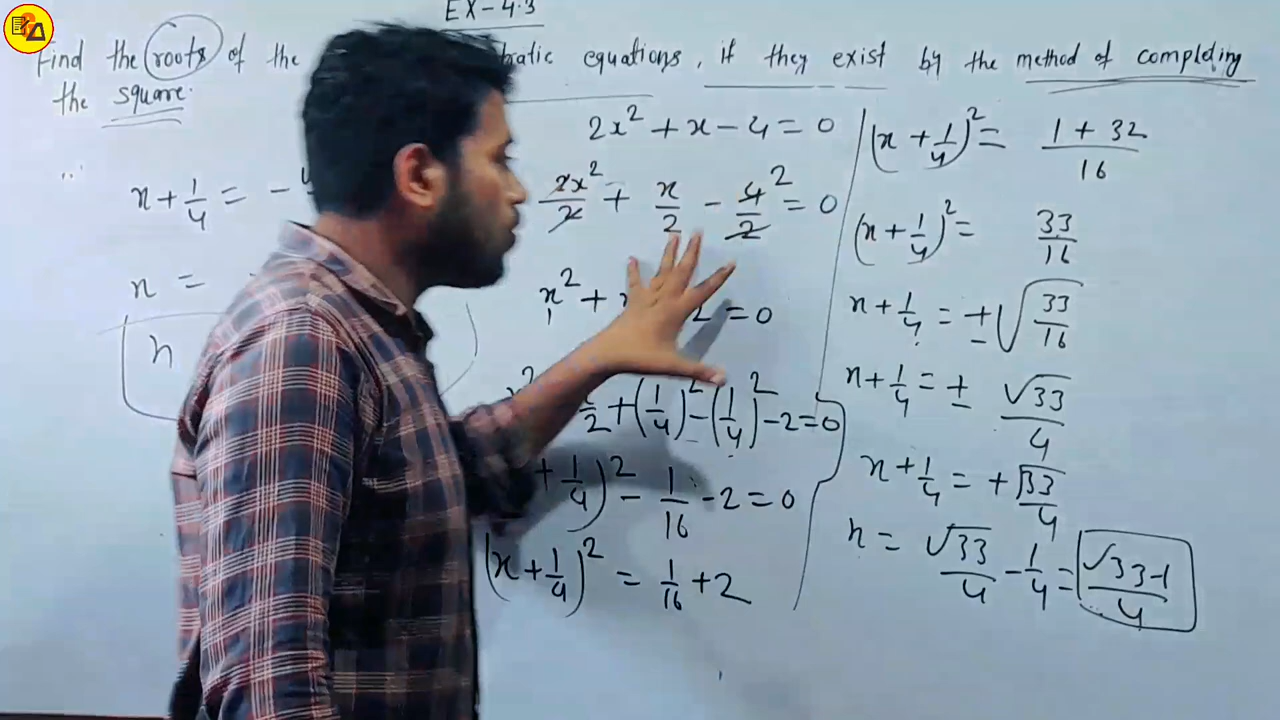 EX-4.3
Find the roots of the equations, if they exist by the method of completing
the square.
2x² + x - 4 = 0
2x²/2 + x/2 - 4/2 2 = 0
x² + 2 = 0
x² /2 + (1/4)² - (1/4)² - 2 = 0
+ 1/4)² - 1/16 - 2 = 0
(x + 1/4)² = 1/16 + 2
(x + 1/4)² = 1 + 32/16
(x + 1/4)² = 33/16
x + 1/4 = ± √33/16
x + 1/4 = ± √33/4
x + 1/4 = + √33/4
x = √33/4 - 1/4 = √33-1/4
x + 1/4 = -
x =
x